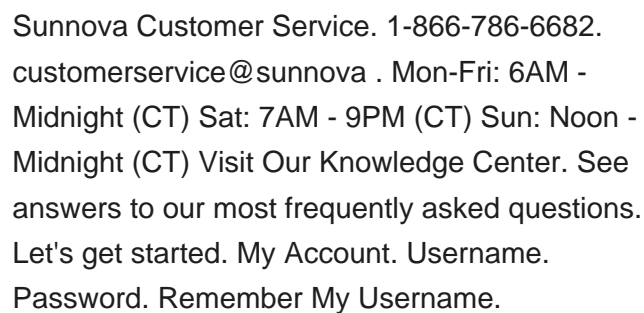 Sunnova Customer Service. 1-866-786-6682.
customerservice@sunnova . Mon-Fri: 6AM -
Midnight (CT) Sat: 7AM - 9PM (CT) Sun: Noon -
Midnight (CT) Visit Our Knowledge Center. See
answers to our most frequently asked questions.
Let's get started. My Account. Username.
Password. Remember My Username.